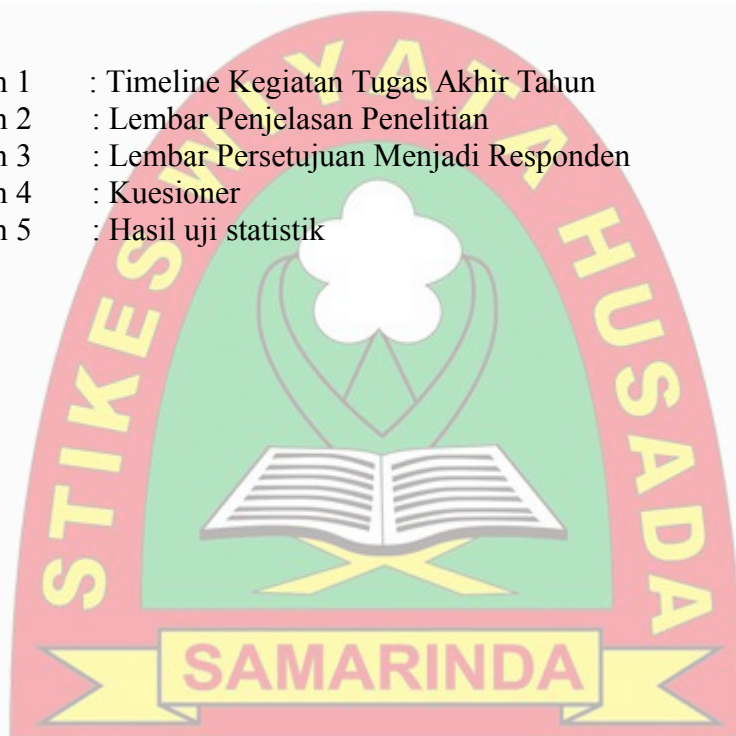 n 1 : Timeline Kegiatan Tugas Akhir Tahun
n 2 : Lembar Penjelasan Penelitian
n 3 : Lembar Persetujuan Menjadi Responden
n 4 : Kuesioner
n 5 : Hasil uji statistik
STIKES WIYATA HUSADA
SAMARINDA